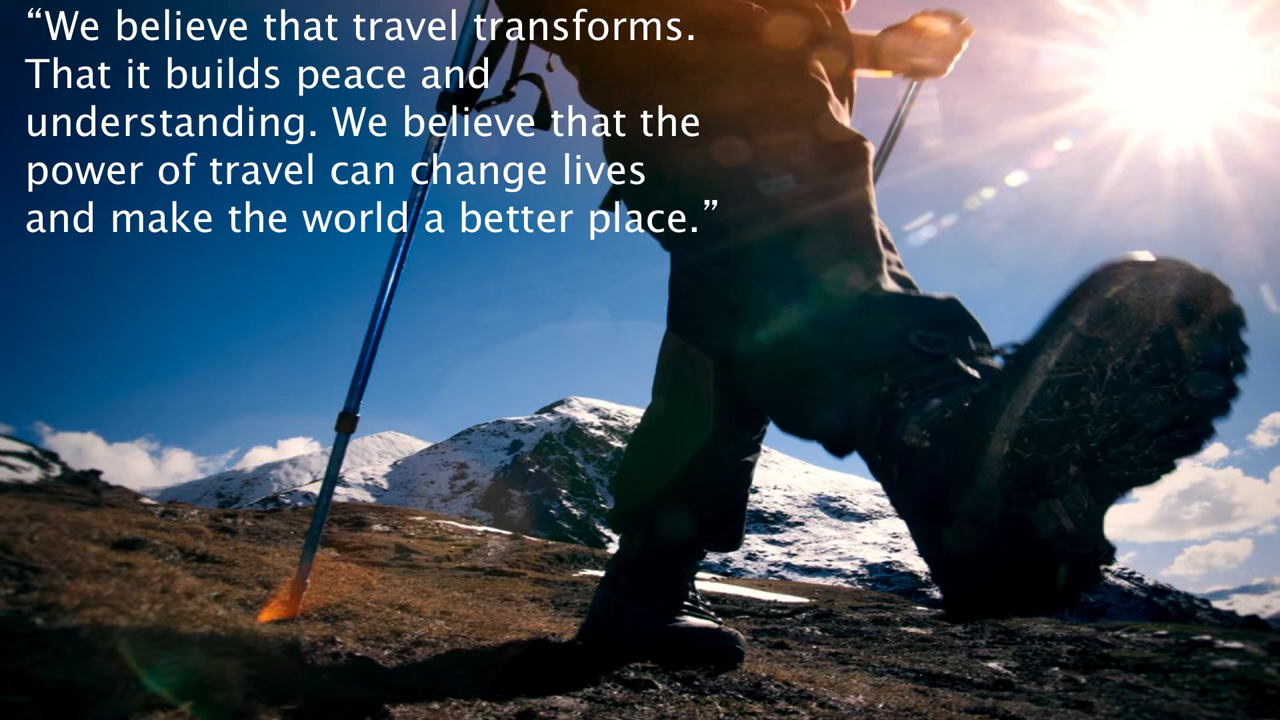 “We believe that travel transforms.
That it builds peace and
understanding. We believe that the
power of travel can change lives
and make the world a better place.”